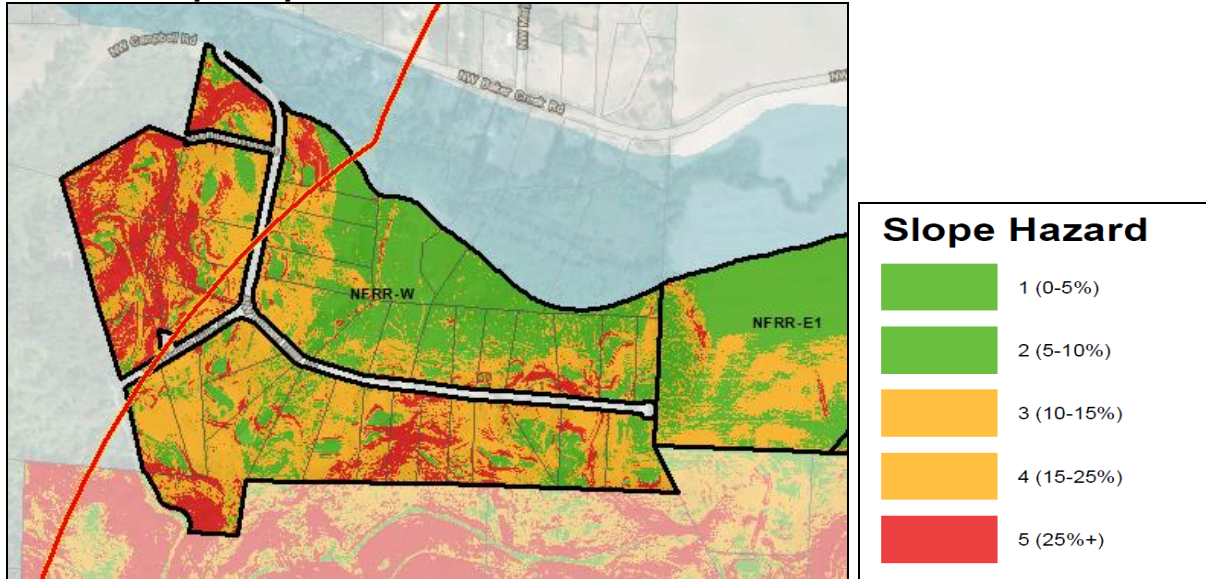 NW Campbell Rd
NW Baker Creek Rd
NW
NFRR-W
NFRR-E1
Slope Hazard
1 (0-5%)
2 (5-10%)
3 (10-15%)
4 (15-25%)
5 (25%+)